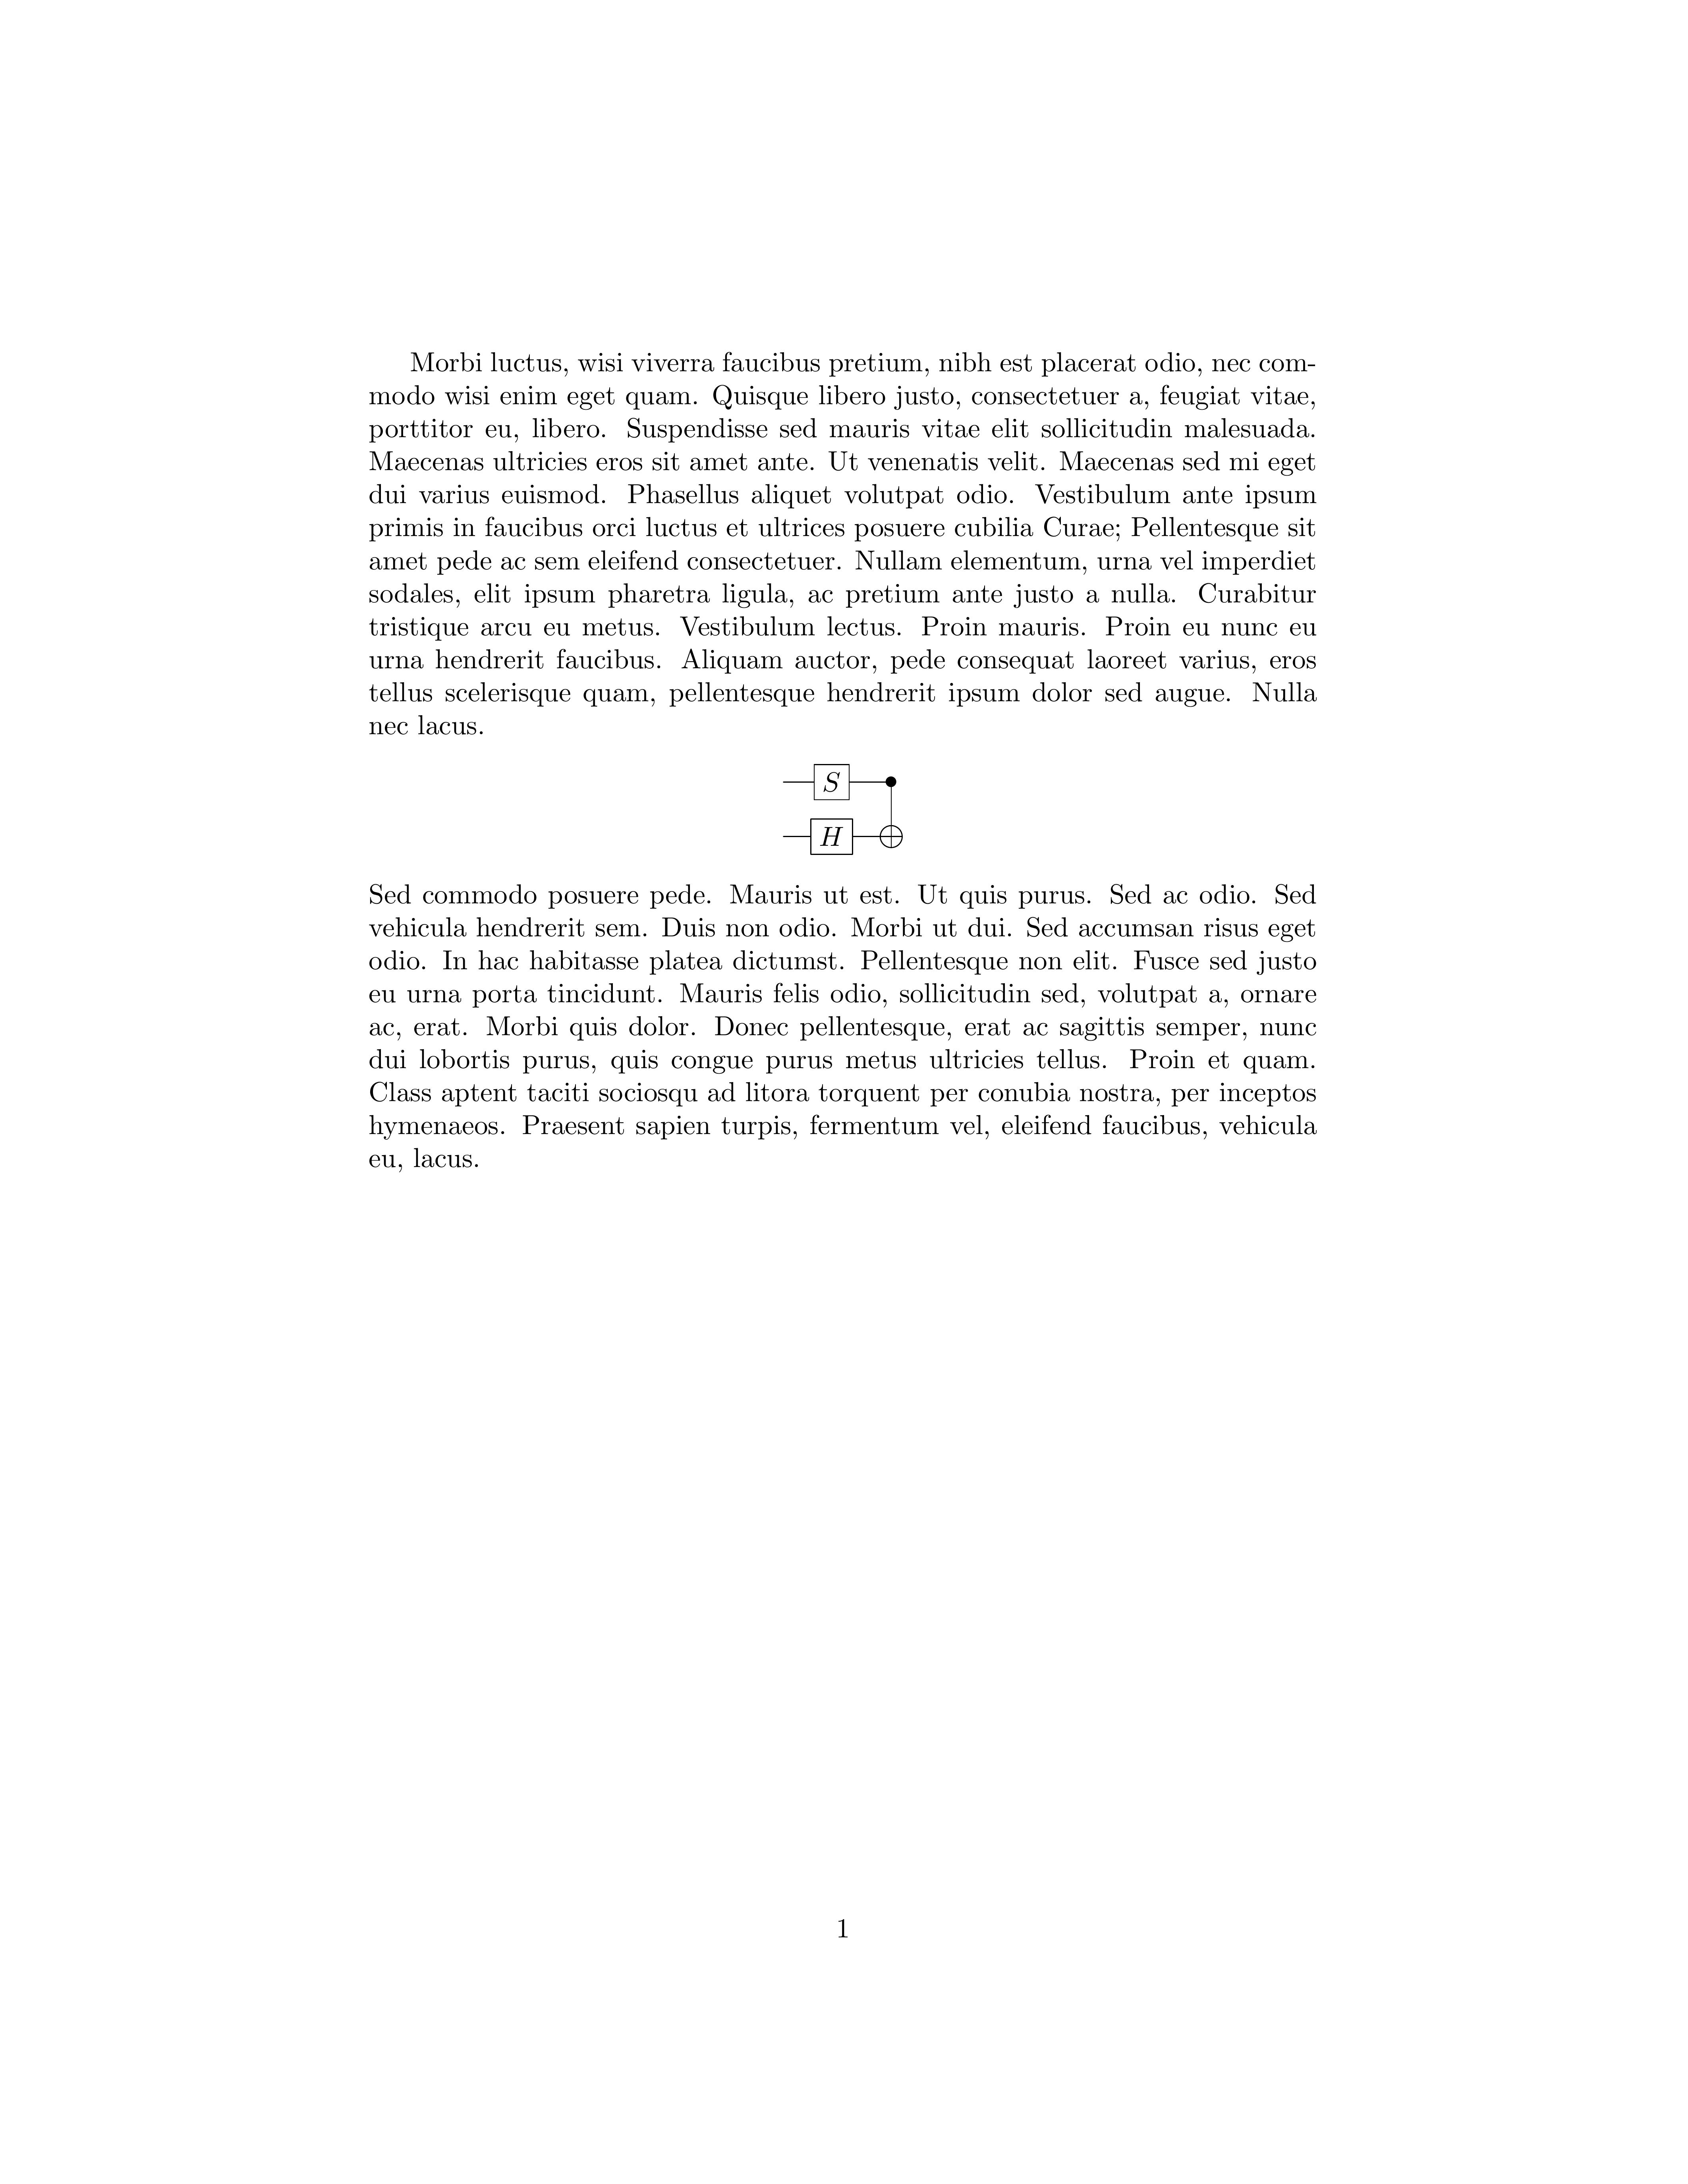 Morbi luctus, wisi viverra faucibus pretium, nibh est placerat odio, nec com-
modo wisi enim eget quam. Quisque libero justo, consectetuer a, feugiat vitae,
porttitor eu, libero. Suspendisse sed mauris vitae elit sollicitudin malesuada.
Maecenas ultricies eros sit amet ante. Ut venenatis velit. Maecenas sed mi eget
dui varius euismod. Phasellus aliquet volutpat odio. Vestibulum ante ipsum
primis in faucibus orci luctus et ultrices posuere cubilia Curae; Pellentesque sit
amet pede ac sem eleifend consectetuer. Nullam elementum, urna vel imperdiet
sodales, elit ipsum pharetra ligula, ac pretium ante justo a nulla. Curabitur
tristique arcu eu metus. Vestibulum lectus. Proin mauris. Proin eu nunc eu
urna hendrerit faucibus. Aliquam auctor, pede consequat laoreet varius, eros
tellus scelerisque quam, pellentesque hendrerit ipsum dolor sed augue. Nulla
nec lacus.
S
H
Sed commodo posuere pede. Mauris ut est. Ut quis purus. Sed ac odio. Sed
vehicula hendrerit sem. Duis non odio. Morbi ut dui. Sed accumsan risus eget
odio. In hac habitasse platea dictumst. Pellentesque non elit. Fusce sed justo
eu urna porta tincidunt. Mauris felis odio, sollicitudin sed, volutpat a, ornare
ac, erat. Morbi quis dolor. Donec pellentesque, erat ac sagittis semper, nunc
dui lobortis purus, quis congue purus metus ultricies tellus. Proin et quam.
Class aptent taciti sociosqu ad litora torquent per conubia nostra, per inceptos
hymenaeos. Praesent sapien turpis, fermentum vel, eleifend faucibus, vehicula
eu, lacus.
1